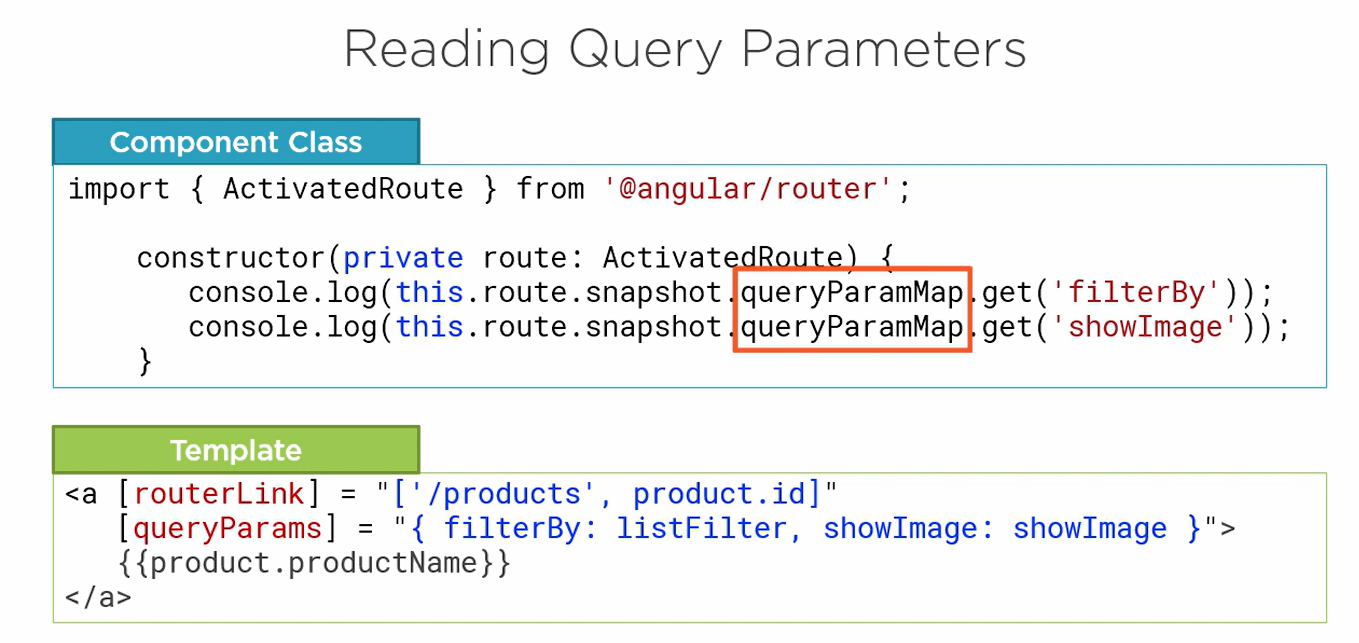 Reading Query Parameters
Component Class
import { ActivatedRoute } from '@angular/router';
constructor(private route: ActivatedRoute) {
console.log(this.route.snapshot.queryParamMap.get('filterBy'));
console.log(this.route.snapshot.queryParamMap.get('showImage'));
}
Template
<a [routerLink] = "['/products', product.id]"
[queryParams] = "{ filterBy: listFilter, showImage: showImage }">
{{product.productName}}
</a>